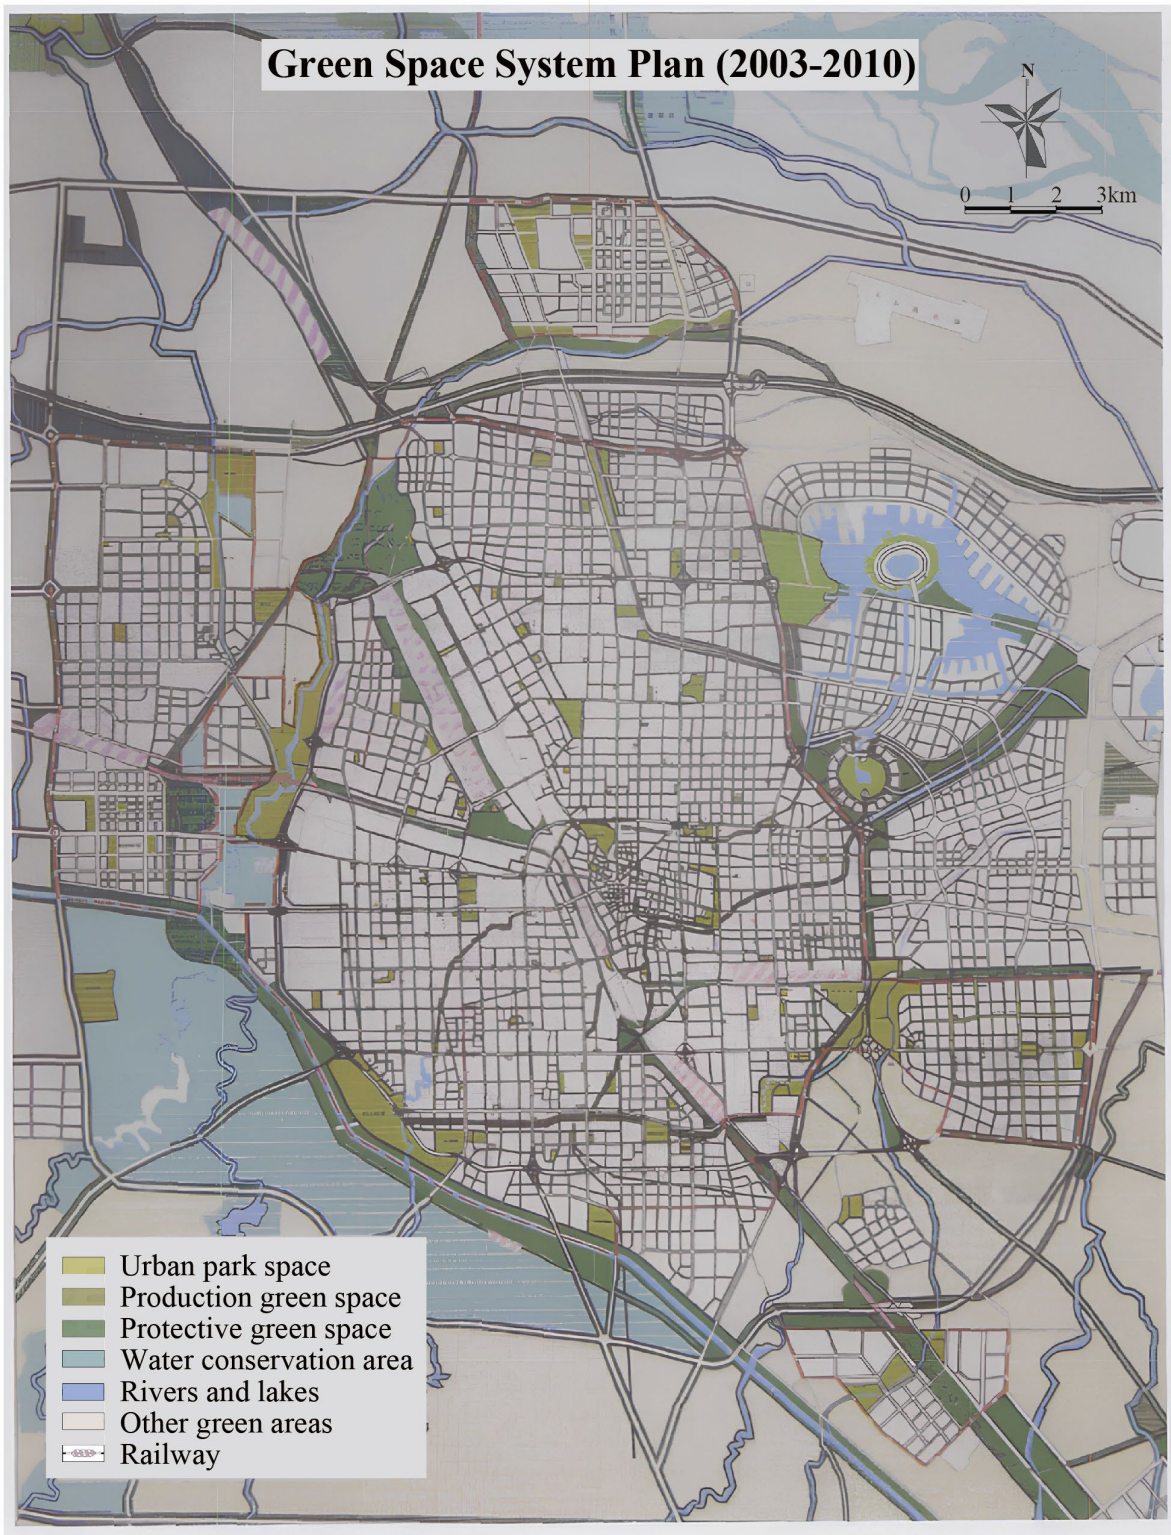 Green Space System Plan (2003-2010)
N
0 1 2 3km
Urban park space
Production green space
Protective green space
Water conservation area
Rivers and lakes
Other green areas
Railway